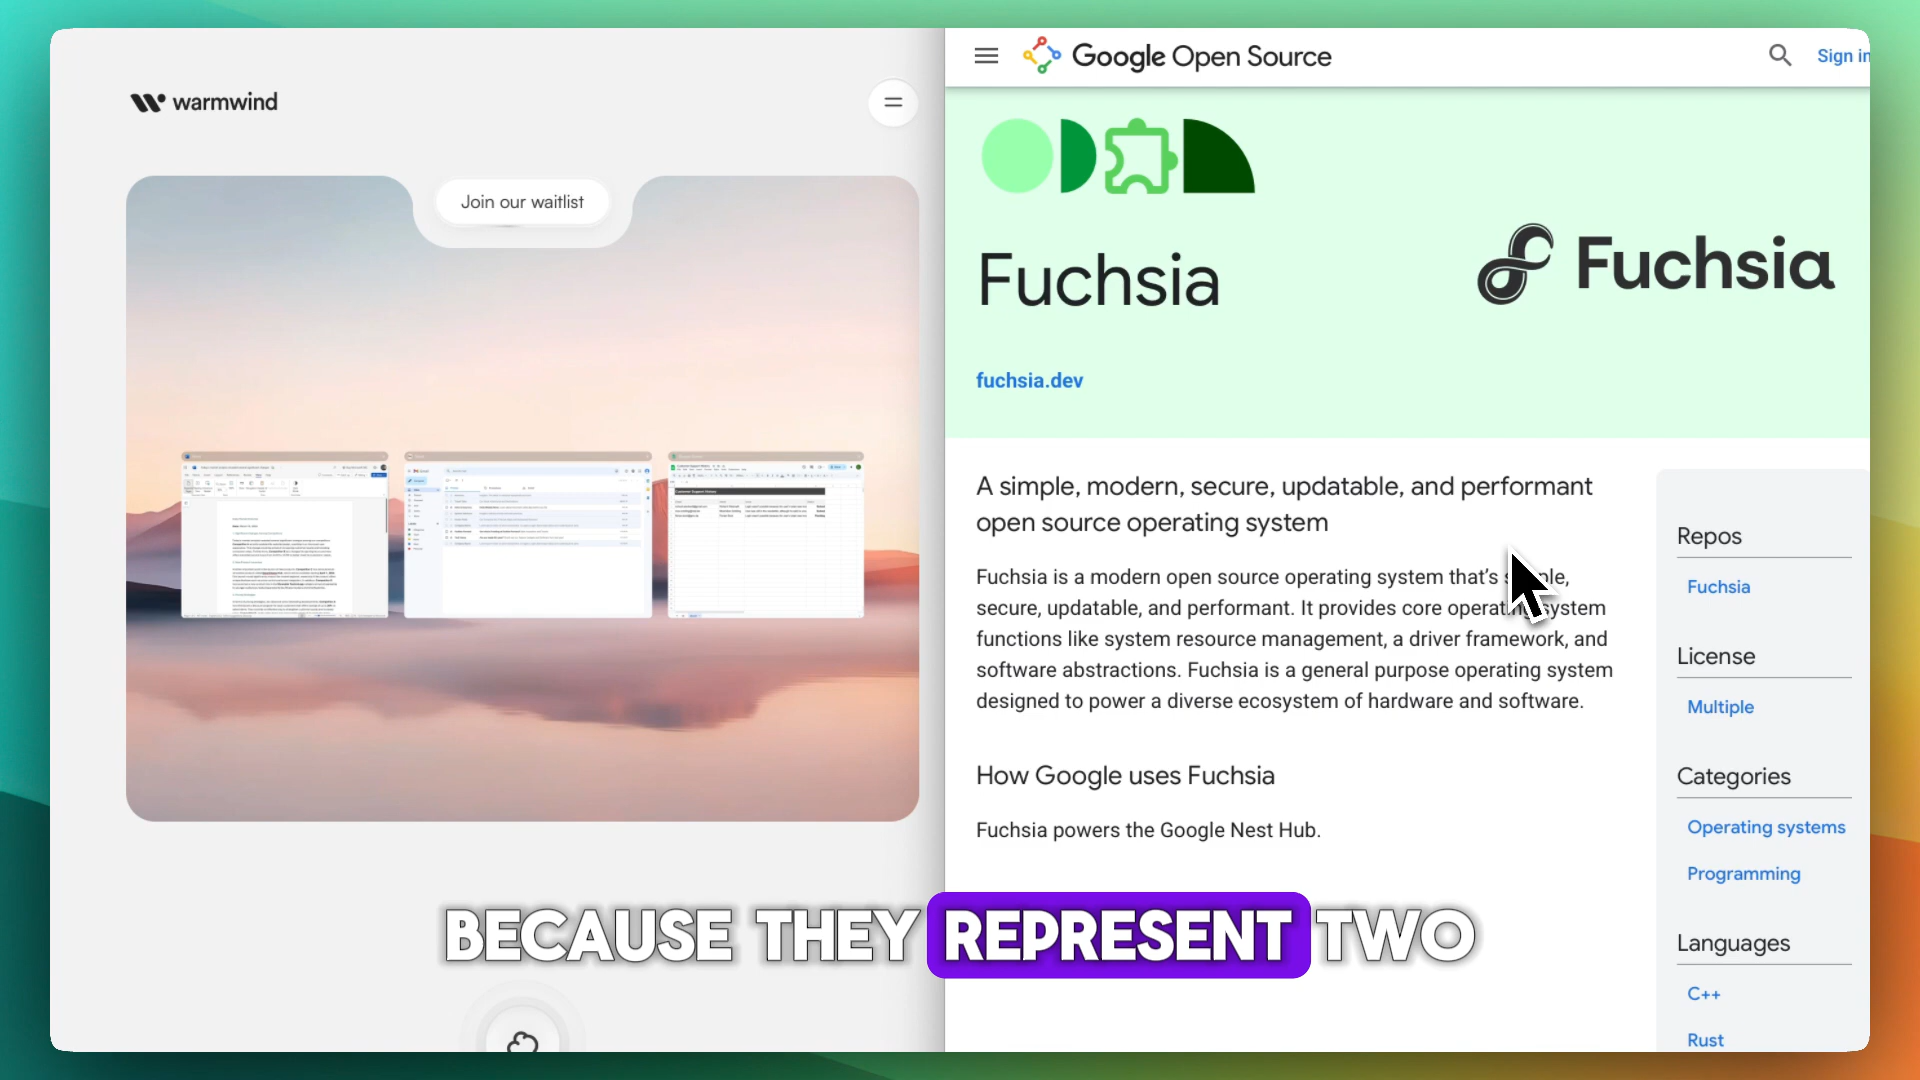 warmwind
Join our waitlist
Google Open Source
Sign in
Fuchsia
Fuchsia
fuchsia.dev
A simple, modern, secure, updatable, and performant
open source operating system
Fuchsia is a modern open source operating system that's simple,
secure, updatable, and performant. It provides core operating system
functions like system resource management, a driver framework, and
software abstractions. Fuchsia is a general purpose operating system
designed to power a diverse ecosystem of hardware and software.
How Google uses Fuchsia
Fuchsia powers the Google Nest Hub.
Repos
Fuchsia
License
Multiple
Categories
Operating systems
Programming
Languages
C++
Rust
BECAUSE THEY REPRESENT TWO